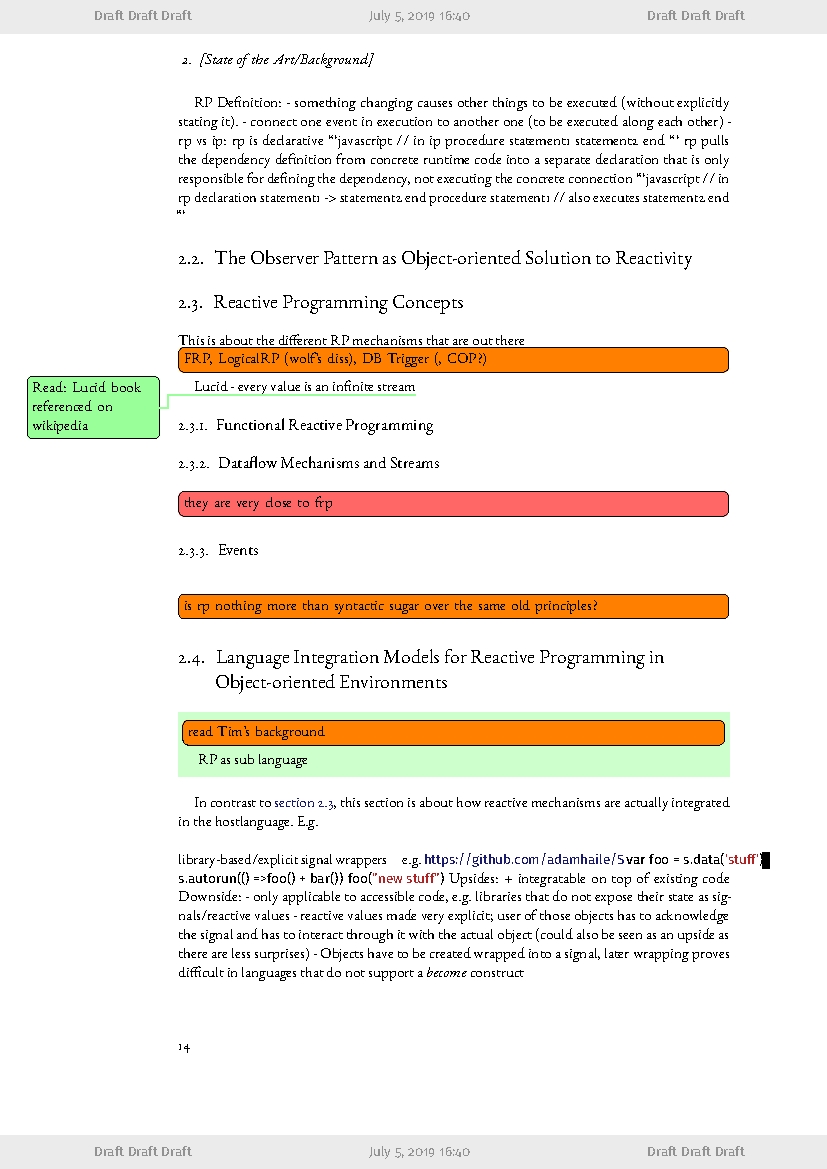 Draft Draft Draft July 5, 2019 16:40 Draft Draft Draft
2. [State of the Art/Background]
RP Definition: - something changing causes other things to be executed (without explicitly
stating it). - connect one event in execution to another one (to be executed along each other) -
rp vs ip: rp is declarative “‘javascript // in ip procedure statement1 statement2 end “‘ rp pulls
the dependency definition from concrete runtime code into a separate declaration that is only
responsible for defining the dependency, not executing the concrete connection “‘javascript // in
rp declaration statement1 -> statement2 end procedure statement1 // also executes statement2 end
“‘
2.2. The Observer Pattern as Object-oriented Solution to Reactivity
2.3. Reactive Programming Concepts
This is about the different RP mechanisms that are out there
FRP, LogicalRP (wolf's diss), DB Trigger (, COP?)
Read: Lucid book
referenced on
wikipedia
Lucid - every value is an infinite stream
2.3.1. Functional Reactive Programming
2.3.2. Dataflow Mechanisms and Streams
they are very close to frp
2.3.3. Events
is rp nothing more than syntactic sugar over the same old principles?
2.4. Language Integration Models for Reactive Programming in
Object-oriented Environments
read Tim's background
RP as sub language
In contrast to section 2.3, this section is about how reactive mechanisms are actually integrated
in the hostlanguage. E.g.
library-based/explicit signal wrappers e.g. https://github.com/adamhaile/S var foo = s.data('stuff')
s.autorun(() =>foo() + bar()) foo("new stuff") Upsides: + integratable on top of existing code
Downside: - only applicable to accessible code, e.g. libraries that do not expose their state as sig-
nals/reactive values - reactive values made very explicit; user of those objects has to acknowledge
the signal and has to interact through it with the actual object (could also be seen as an upside as
there are less surprises) - Objects have to be created wrapped into a signal, later wrapping proves
difficult in languages that do not support a become construct
14
Draft Draft Draft July 5, 2019 16:40 Draft Draft Draft